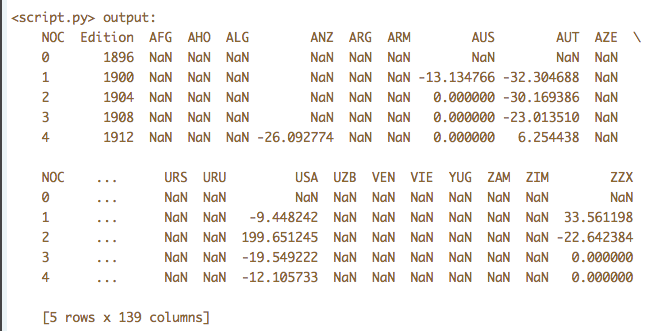 <script.py> output:
NOC  Edition  AFG  AHO  ALG        ANZ  ARG  ARM        AUS        AUT  AZE  \
0       1896  NaN  NaN  NaN        NaN  NaN  NaN        NaN        NaN  NaN
1       1900  NaN  NaN  NaN        NaN  NaN  NaN -13.134766 -32.304688  NaN
2       1904  NaN  NaN  NaN        NaN  NaN  NaN   0.000000 -30.169386  NaN
3       1908  NaN  NaN  NaN        NaN  NaN  NaN   0.000000 -23.013510  NaN
4       1912  NaN  NaN  NaN -26.092774  NaN  NaN   0.000000   6.254438  NaN
NOC    ...      URS  URU         USA  UZB  VEN  VIE  YUG  ZAM  ZIM        ZZX
0      ...      NaN  NaN         NaN  NaN  NaN  NaN  NaN  NaN  NaN        NaN
1      ...      NaN  NaN   -9.448242  NaN  NaN  NaN  NaN  NaN  NaN  33.561198
2      ...      NaN  NaN  199.651245  NaN  NaN  NaN  NaN  NaN  NaN -22.642384
3      ...      NaN  NaN  -19.549222  NaN  NaN  NaN  NaN  NaN  NaN   0.000000
4      ...      NaN  NaN  -12.105733  NaN  NaN  NaN  NaN  NaN  NaN   0.000000
[5 rows x 139 columns]